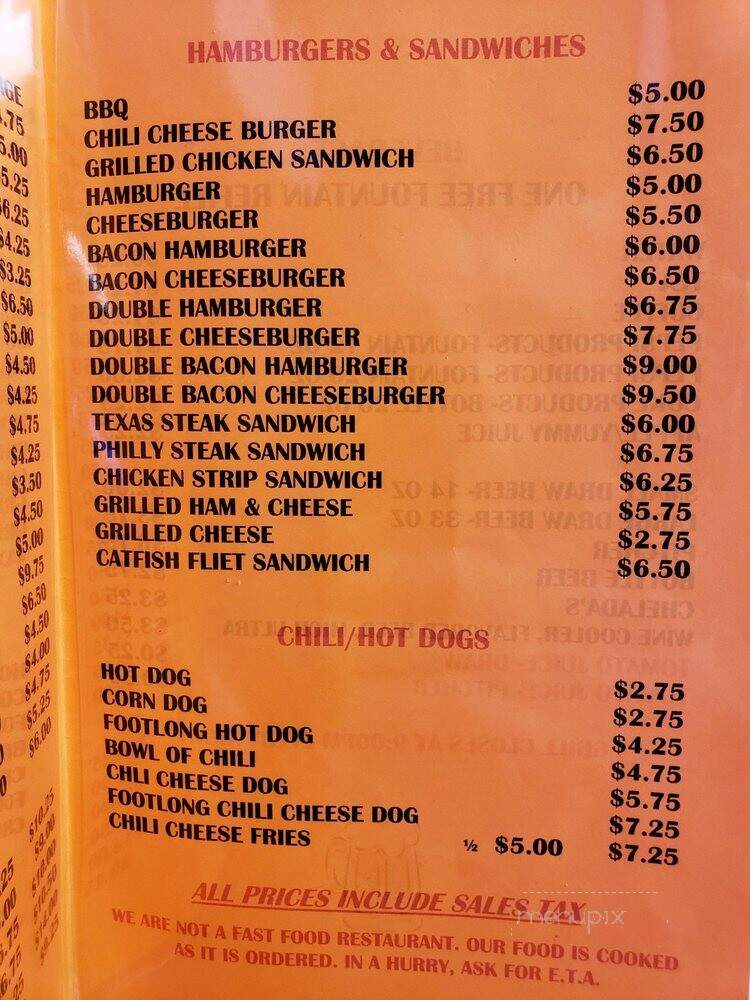 HAMBURGERS & SANDWICHES
BBQ $5.00
CHILI CHEESE BURGER $7.50
GRILLED CHICKEN SANDWICH $6.50
HAMBURGER $5.00
CHEESEBURGER $5.50
BACON HAMBURGER $6.00
BACON CHEESEBURGER $6.50
DOUBLE HAMBURGER $6.75
DOUBLE CHEESEBURGER $7.75
DOUBLE BACON HAMBURGER $9.00
DOUBLE BACON CHEESEBURGER $9.50
TEXAS STEAK SANDWICH $6.00
PHILLY STEAK SANDWICH $6.75
CHICKEN STRIP SANDWICH $6.25
GRILLED HAM & CHEESE $5.75
GRILLED CHEESE $2.75
CATFISH FLIET SANDWICH $6.50
CHILI/HOT DOGS
HOT DOG $2.75
CORN DOG $2.75
FOOTLONG HOT DOG $4.25
BOWL OF CHILI $4.75
CHLI CHEESE DOG $5.75
FOOTLONG CHILI CHEESE DOG $7.25
CHILI CHEESE FRIES ½ $5.00 $7.25
ALL PRICES INCLUDE SALES TAX
menupix
WE ARE NOT A FAST FOOD RESTAURANT. OUR FOOD IS COOKED
AS IT IS ORDERED. IN A HURRY, ASK FOR E.T.A.